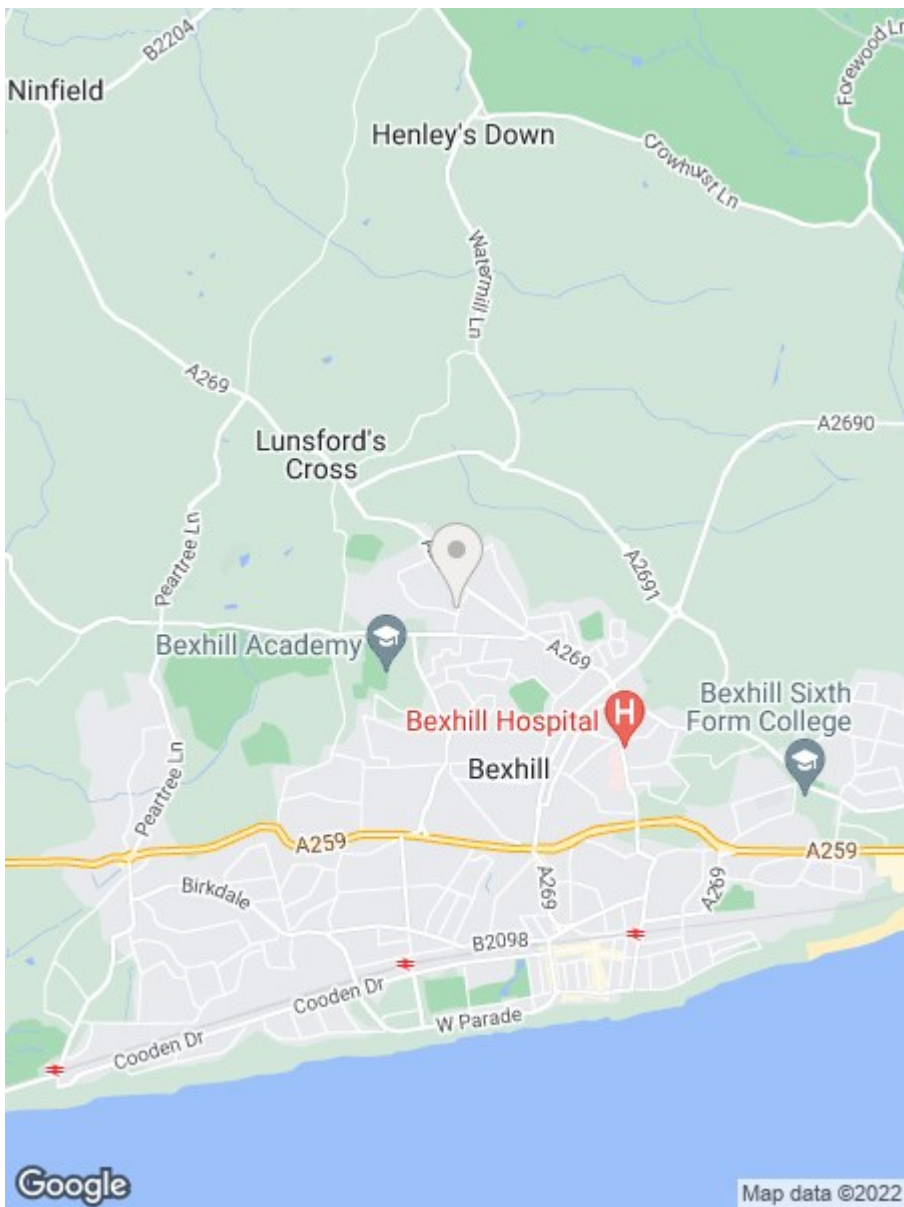 B2204
Ninfield
Forewood Ln
Henley's Down
Crowhurst Ln
Watermill Ln
A269
A2690
Lunsford's
Cross
Peartree Ln
A2691
Bexhill Academy
A269
Bexhill Sixth
Form College
Bexhill Hospital
H
Bexhill
Peartree Ln
A259
A259
Birkdale
A269
A269
B2098
Cooden Dr
W Parade
Cooden Dr
Google
Map data ©2022